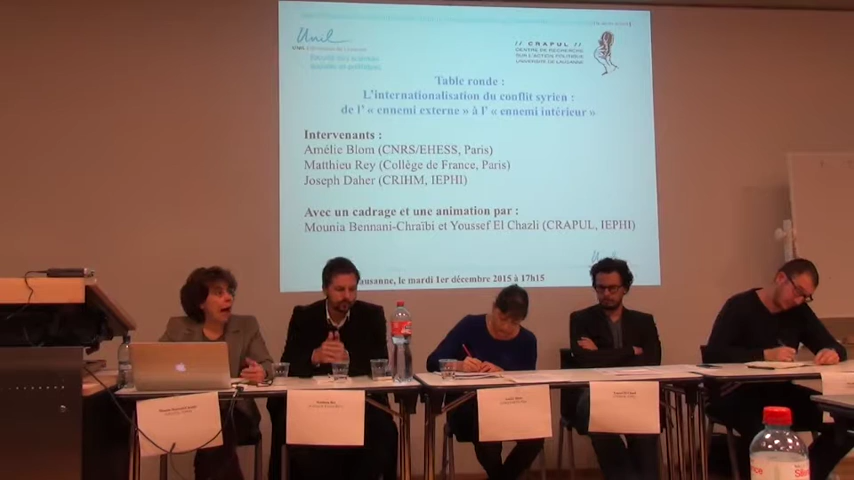 Unil
// CRAPUL //
CENTRE DE RECHERCHE
SUR L'ACTION POLITIQUE
UNIVERSITÉ DE LAUSANNE
Table ronde :
L'internationalisation du conflit syrien :
de l' « ennemi externe » à l' « ennemi intérieur »
Intervenants :
Amélie Blom (CNRS/EHESS, Paris)
Matthieu Rey (Collège de France, Paris)
Joseph Daher (CRIHM, IEPHI)
Avec un cadrage et une animation par :
Mounia Bennani-Chraïbi et Youssef El Chazli (CRAPUL, IEPHI)
Lausanne, le mardi 1er décembre 2015 à 17h15